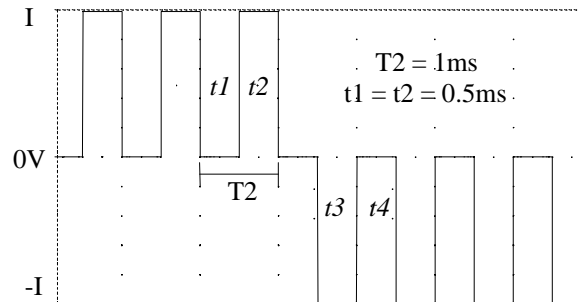 I
T2 = 1ms
t1 t2
t1 = t2 = 0.5ms
0V
T2
t3 t4
-I